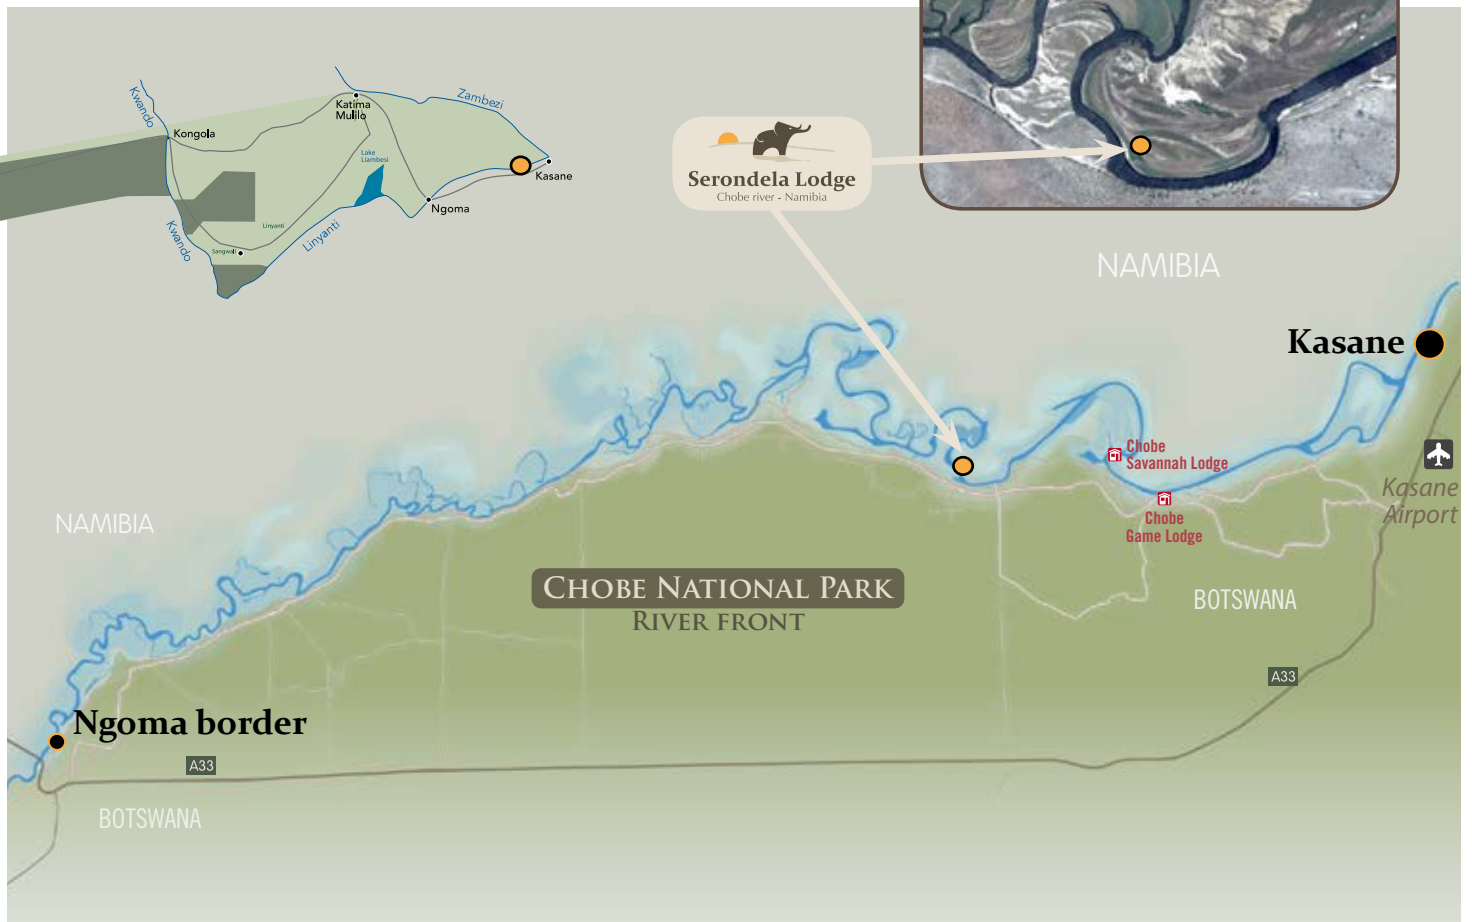 Kwando
Kongola
Katima
Mulilo
Zambezi
Lake
Liambesi
Kasane
Ngoma
Linyanti
Kwando
Linyanti
Sangwali
Serondela Lodge
Chobe river - Namibia
NAMIBIA
Kasane
Chobe
Savannah Lodge
Kasane
Airport
Chobe
Game Lodge
NAMIBIA
CHOBE NATIONAL PARK
RIVER FRONT
BOTSWANA
A33
Ngoma border
A33
BOTSWANA